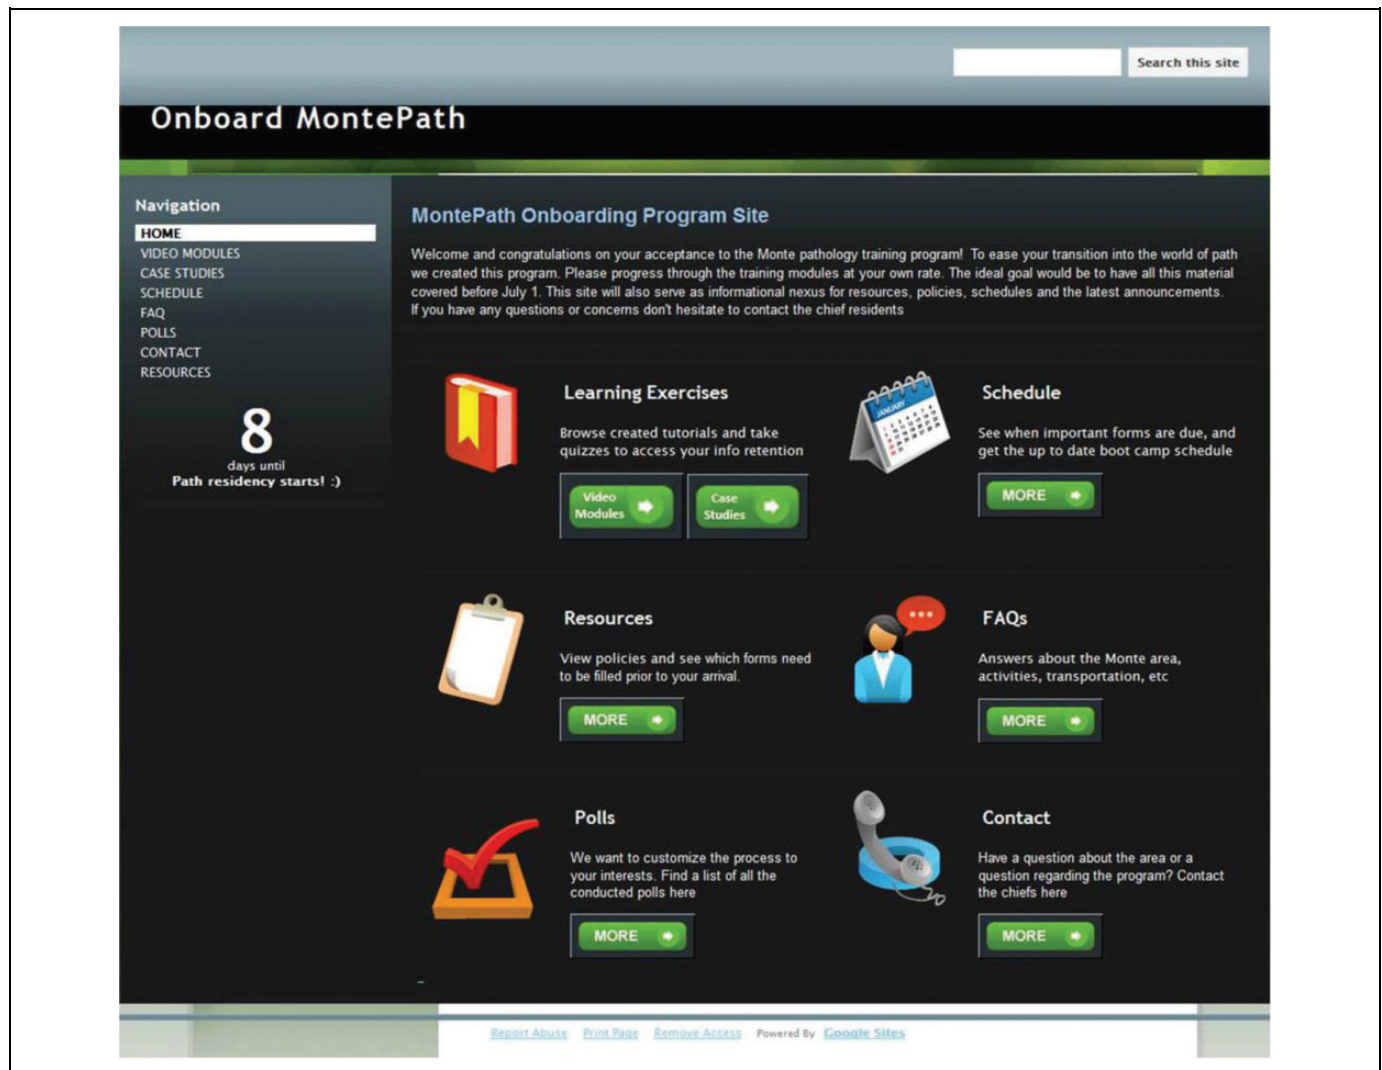 Search this site
Onboard MontePath
Navigation
HOME
VIDEO MODULES
CASE STUDIES
SCHEDULE
FAQ
POLLS
CONTACT
RESOURCES
8
days until
Path residency starts! :)
MontePath Onboarding Program Site
Welcome and congratulations on your acceptance to the Monte pathology training program! To ease your transition into the world of path
we created this program. Please progress through the training modules at your own rate. The ideal goal would be to have all this material
covered before July 1. This site will also serve as informational nexus for resources, policies, schedules and the latest announcements.
If you have any questions or concerns don't hesitate to contact the chief residents
Learning Exercises
Browse created tutorials and take
quizzes to access your info retention
Video
Modules
Case
Studies
JANUARY
Schedule
See when important forms are due, and
get the up to date boot camp schedule
MORE
Resources
View policies and see which forms need
to be filled prior to your arrival.
MORE
FAQs
Answers about the Monte area,
activities, transportation, etc
MORE
Polls
We want to customize the process to
your interests. Find a list of all the
conducted polls here
MORE
Contact
Have a question about the area or a
question regarding the program? Contact
the chiefs here
MORE
Report Abuse Print Page Remove Access Powered By Google Sites